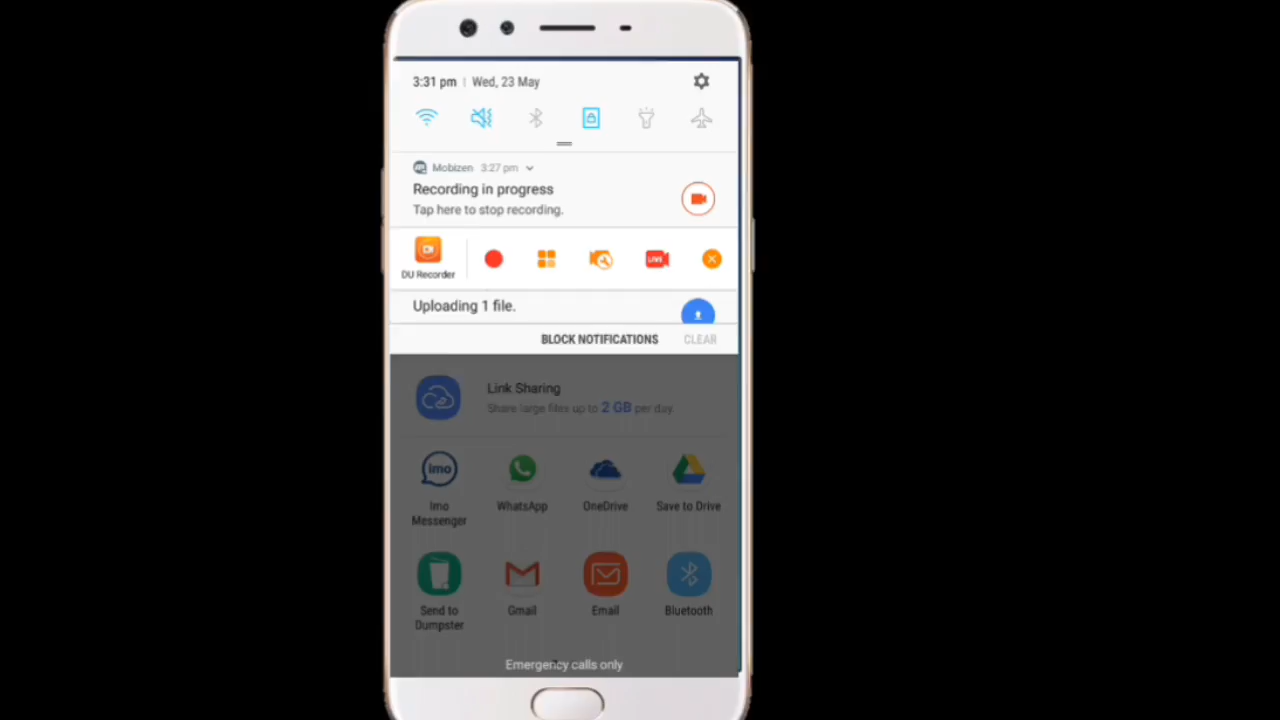 3:31 pm | Wed, 23 May
Mobizen 3:27 pm
Recording in progress
Tap here to stop recording.
DU Recorder
LIVE
Uploading 1 file.
BLOCK NOTIFICATIONS CLEAR
Link Sharing
Share large files up to 2 GB per day.
imo
Imo Messenger
WhatsApp
OneDrive
Save to Drive
Send to Dumpster
Gmail
Email
Bluetooth
Emergency calls only